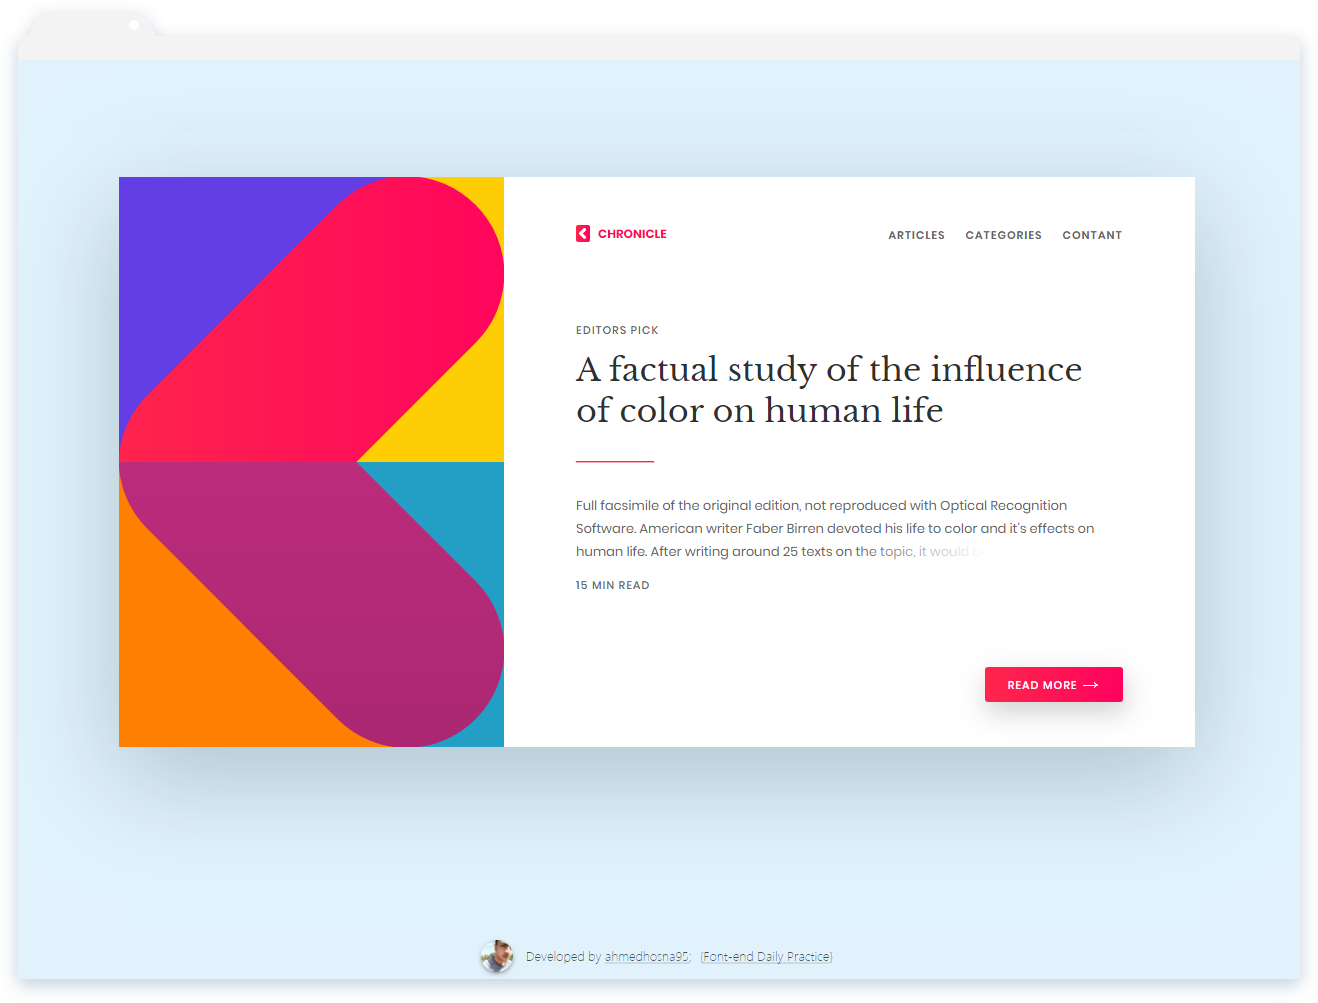 CHRONICLE
ARTICLES CATEGORIES CONTANT
EDITORS PICK
A factual study of the influence
of color on human life
Full facsimile of the original edition, not reproduced with Optical Recognition
Software. American writer Faber Birren devoted his life to color and it's effects on
human life. After writing around 25 texts on the topic, it would
15 MIN READ
READ MORE →
Developed by ahmedhosna95; (Font-end Daily Practice)